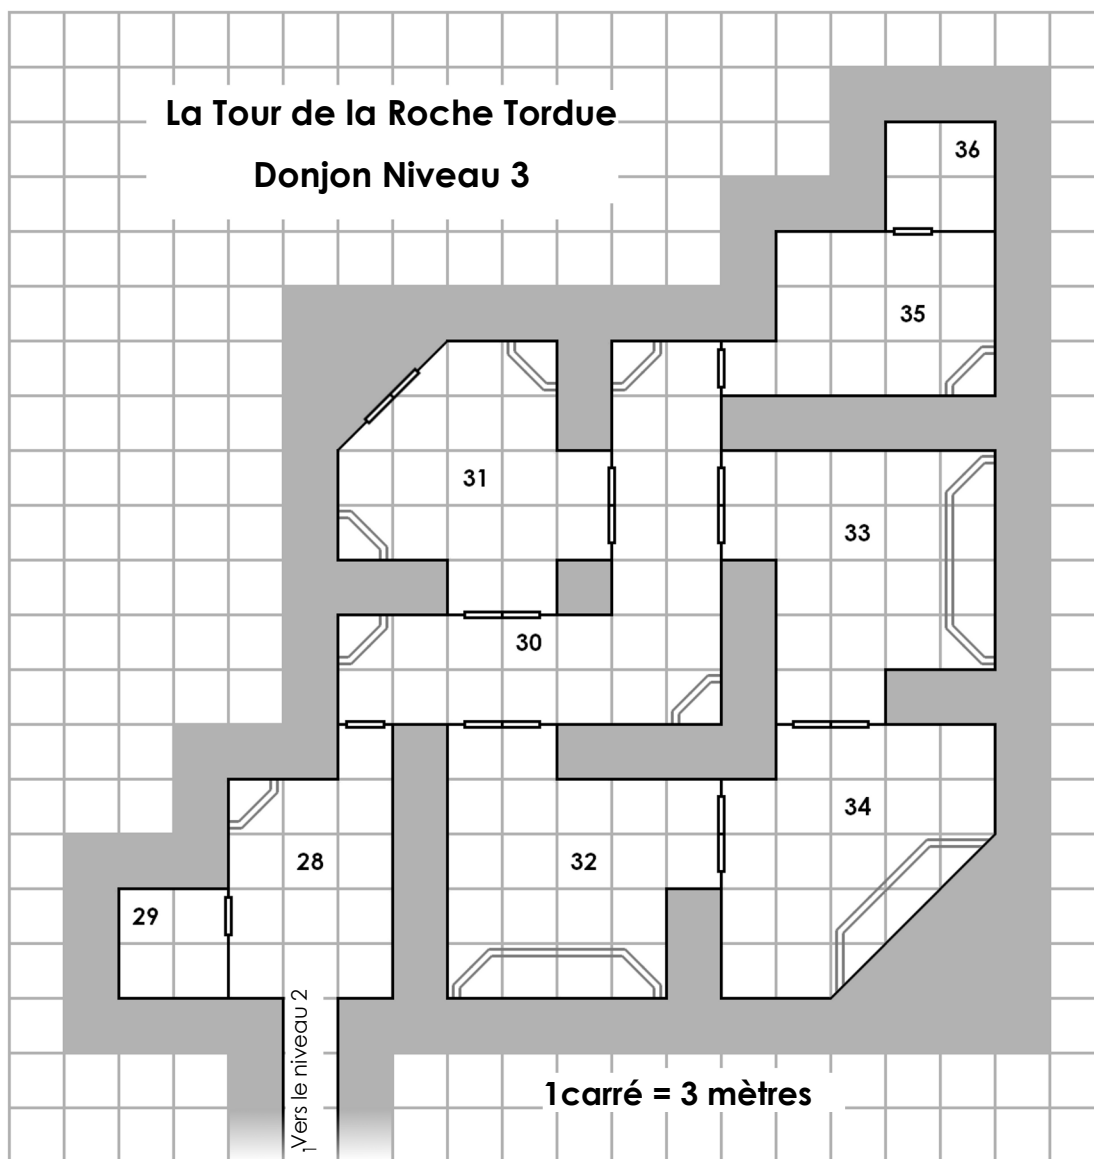 La Tour de la Roche Tordue
Donjon Niveau 3
36
35
31
33
30
34
28
32
29
Vers le niveau 2
1carré = 3 mètres